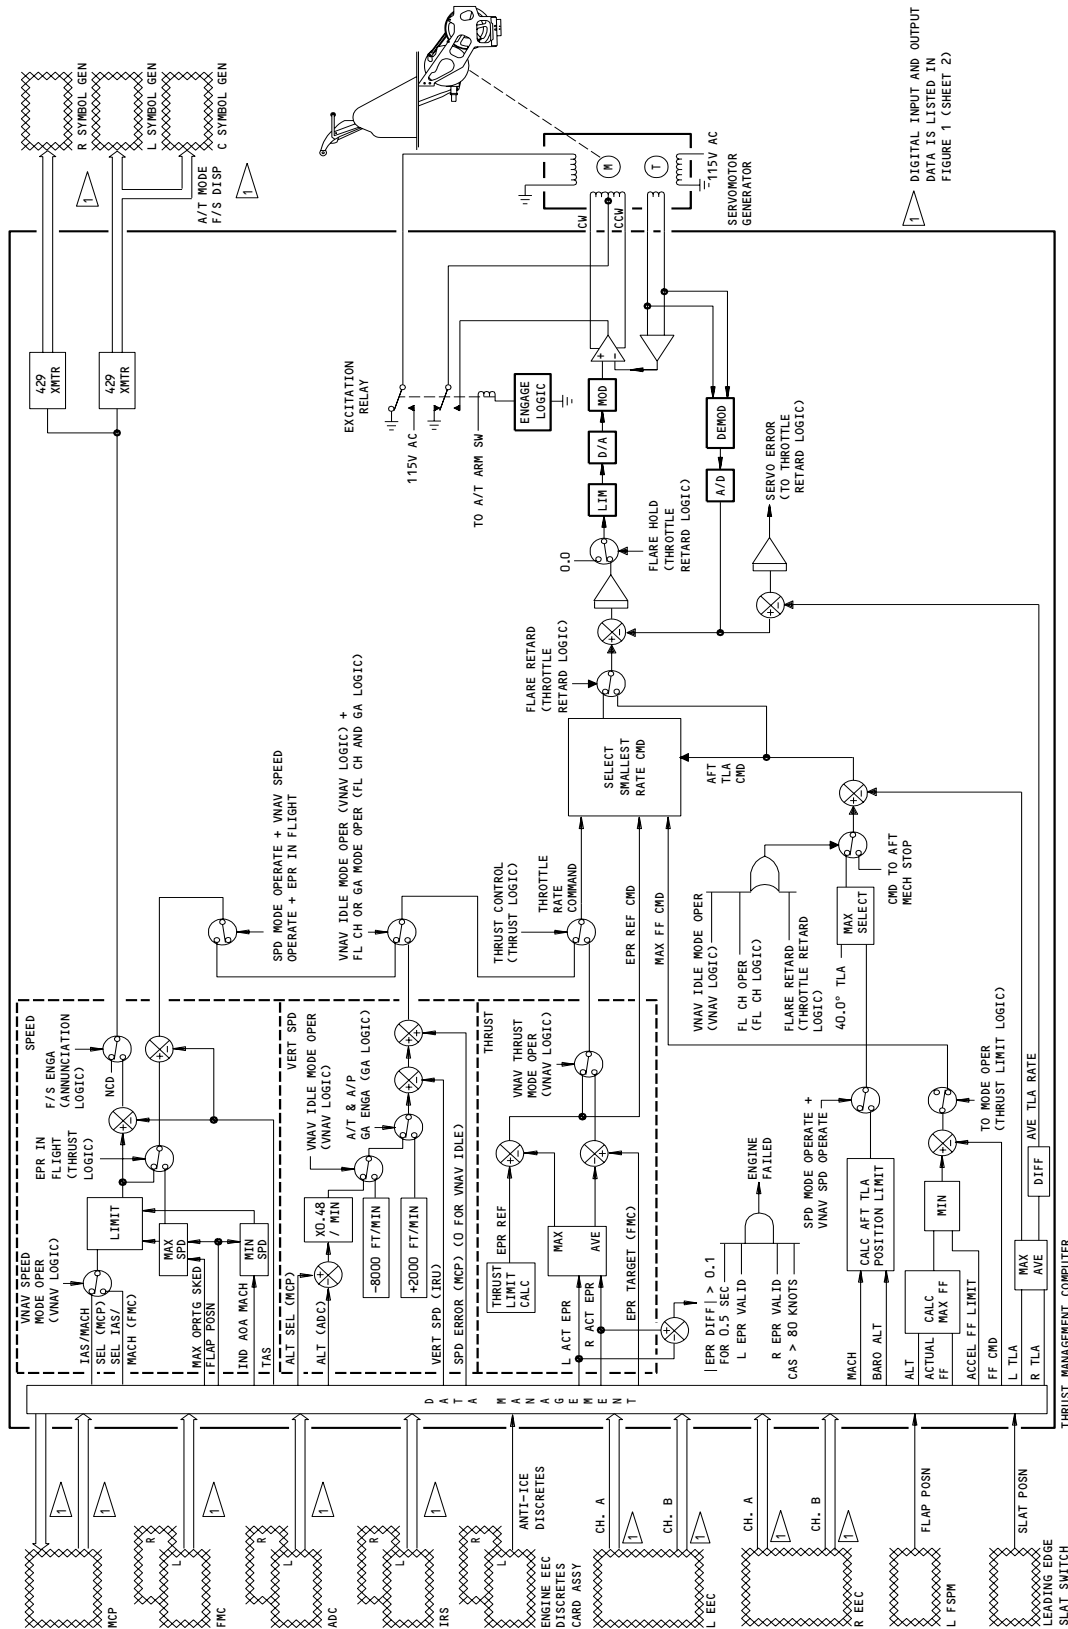 MCP
FMC
R
L
ADC
R
L
IRS
R
L
ENGINE EEC
DISCRETES
CARD ASSY
R
L
L EEC
R EEC
L FSPM
LEADING EDGE
SLAT SWITCH
1
1
1
1
1
ANTI-ICE
DISCRETES
CH. A
1
CH. B
1
CH. A
1
CH. B
1
FLAP POSN
SLAT POSN
DATA MANAGEMENT
THRUST MANAGEMENT COMPUTER
SPEED
VNAV SPEED
MODE OPER
(VNAV LOGIC)
IAS/MACH
SEL (MCP)
SEL IAS/
MACH (FMC)
MAX OPRTG SKED
FLAP POSN
IND AOA MACH
TAS
LIMIT
MAX
SPD
MIN
SPD
EPR IN
FLIGHT
(THRUST
LOGIC)
F/S ENGA
(ANNUNCIATION
LOGIC)
NCD
+
-
+
-
VERT SPD
ALT SEL (MCP)
ALT (ADC)
+
-
X0.48
/ MIN
-8000 FT/MIN
+2000 FT/MIN
VERT SPD (IRU)
SPD ERROR (MCP) (0 FOR VNAV IDLE)
VNAV IDLE MODE OPER
(VNAV LOGIC)
A/T & A/P
GA ENGA (GA LOGIC)
+
-
+
+
THRUST
THRUST
LIMIT
CALC
EPR REF
L ACT EPR
R ACT EPR
EPR TARGET (FMC)
MAX
AVE
+
-
+
-
VNAV THRUST
MODE OPER
(VNAV LOGIC)
SPD MODE OPERATE + VNAV SPEED
OPERATE + EPR IN FLIGHT
VNAV IDLE MODE OPER (VNAV LOGIC) +
FL CH OR GA MODE OPER (FL CH AND GA LOGIC)
THRUST CONTROL
(THRUST LOGIC)
THROTTLE
RATE
COMMAND
EPR REF CMD
MAX FF CMD
+
-
|EPR DIFF| > 0.1
FOR 0.5 SEC
L EPR VALID
R EPR VALID
CAS > 80 KNOTS
ENGINE
FAILED
MACH
BARO ALT
CALC AFT TLA
POSITION LIMIT
SPD MODE OPERATE +
VNAV SPD OPERATE
40.0° TLA
MAX
SELECT
VNAV IDLE MODE OPER
(VNAV LOGIC)
FL CH OPER
(FL CH LOGIC)
FLARE RETARD
(THROTTLE RETARD
LOGIC)
CMD TO AFT
MECH STOP
+
-
AFT
TLA
CMD
ALT
ACTUAL
FF
ACCEL FF LIMIT
FF CMD
CALC
MAX FF
MIN
+
-
TO MODE OPER
(THRUST LIMIT LOGIC)
L TLA
R TLA
MAX
AVE
DIFF
AVE TLA RATE
SELECT
SMALLEST
RATE CMD
FLARE RETARD
(THROTTLE
RETARD LOGIC)
+
-
0.0
FLARE HOLD
(THROTTLE
RETARD LOGIC)
LIM
D/A
MOD
+
-
+
-
SERVO ERROR
(TO THROTTLE
RETARD LOGIC)
A/D
DEMOD
EXCITATION
RELAY
115V AC
TO A/T ARM SW
ENGAGE
LOGIC
429
XMTR
429
XMTR
R SYMBOL GEN
1
L SYMBOL GEN
A/T MODE
F/S DISP
1
C SYMBOL GEN
CW
CCW
M
T
115V AC
SERVOMOTOR
GENERATOR
1
DIGITAL INPUT AND OUTPUT
DATA IS LISTED IN
FIGURE 1 (SHEET 2)